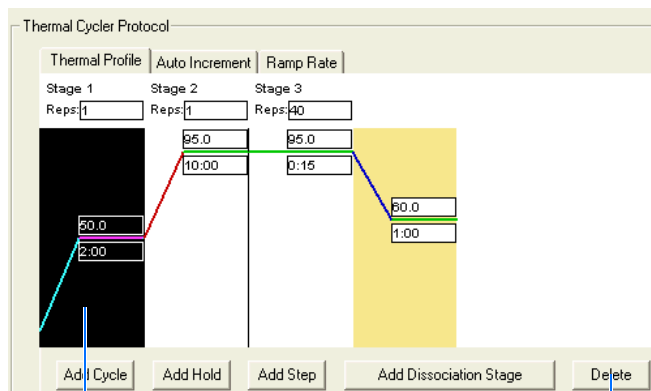 Thermal Cycler Protocol
Thermal Profile Auto Increment Ramp Rate
Stage 1 Stage 2 Stage 3
Reps: 1 Reps: 1 Reps: 40
95.0 95.0
10:00 0:15
60.0
1:00
50.0
2:00
Add Cycle Add Hold Add Step Add Dissociation Stage Delete